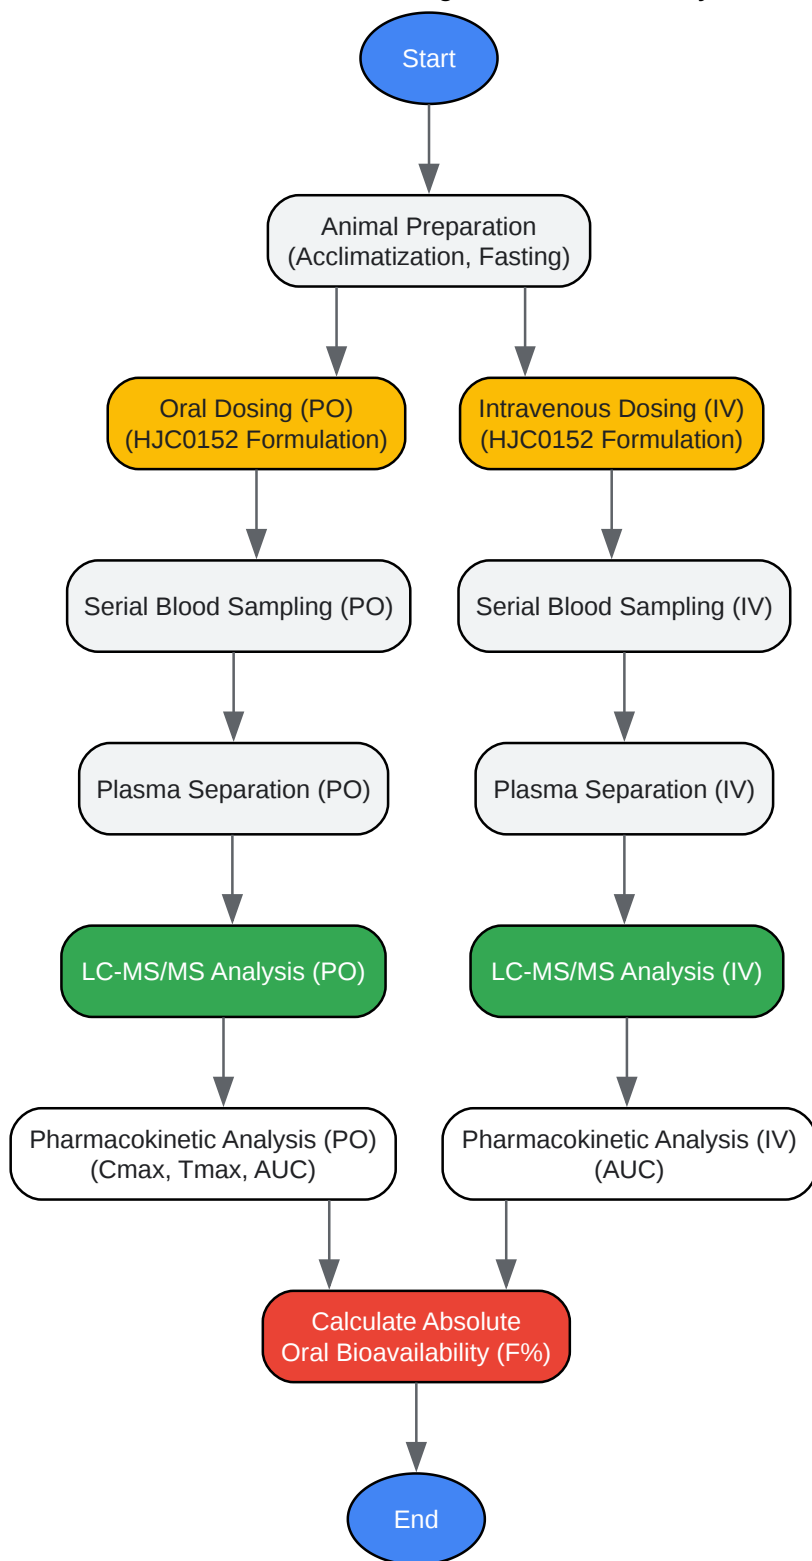 Start
Animal Preparation
(Acclimatization, Fasting)
Oral Dosing (PO)
(HJC0152 Formulation)
Intravenous Dosing (IV)
(HJC0152 Formulation)
Serial Blood Sampling (PO)
Serial Blood Sampling (IV)
Plasma Separation (PO)
Plasma Separation (IV)
LC-MS/MS Analysis (PO)
LC-MS/MS Analysis (IV)
Pharmacokinetic Analysis (PO)
(Cmax, Tmax, AUC)
Pharmacokinetic Analysis (IV)
(AUC)
Calculate Absolute
Oral Bioavailability (F%)
End